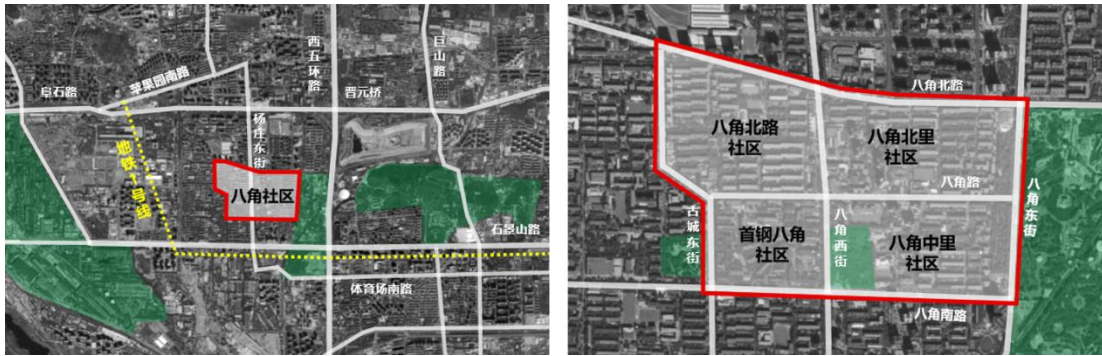 西五环路
巨山路
苹果园南路
阜石路
晋元桥
杨庄东街
地铁1号线
八角社区
石景山路
体育场南路
八角北路
八角北路
社区
八角北里
社区
八角路
八角东街
古城东街
首钢八角
社区
八角西街
八角中里
社区
八角南路